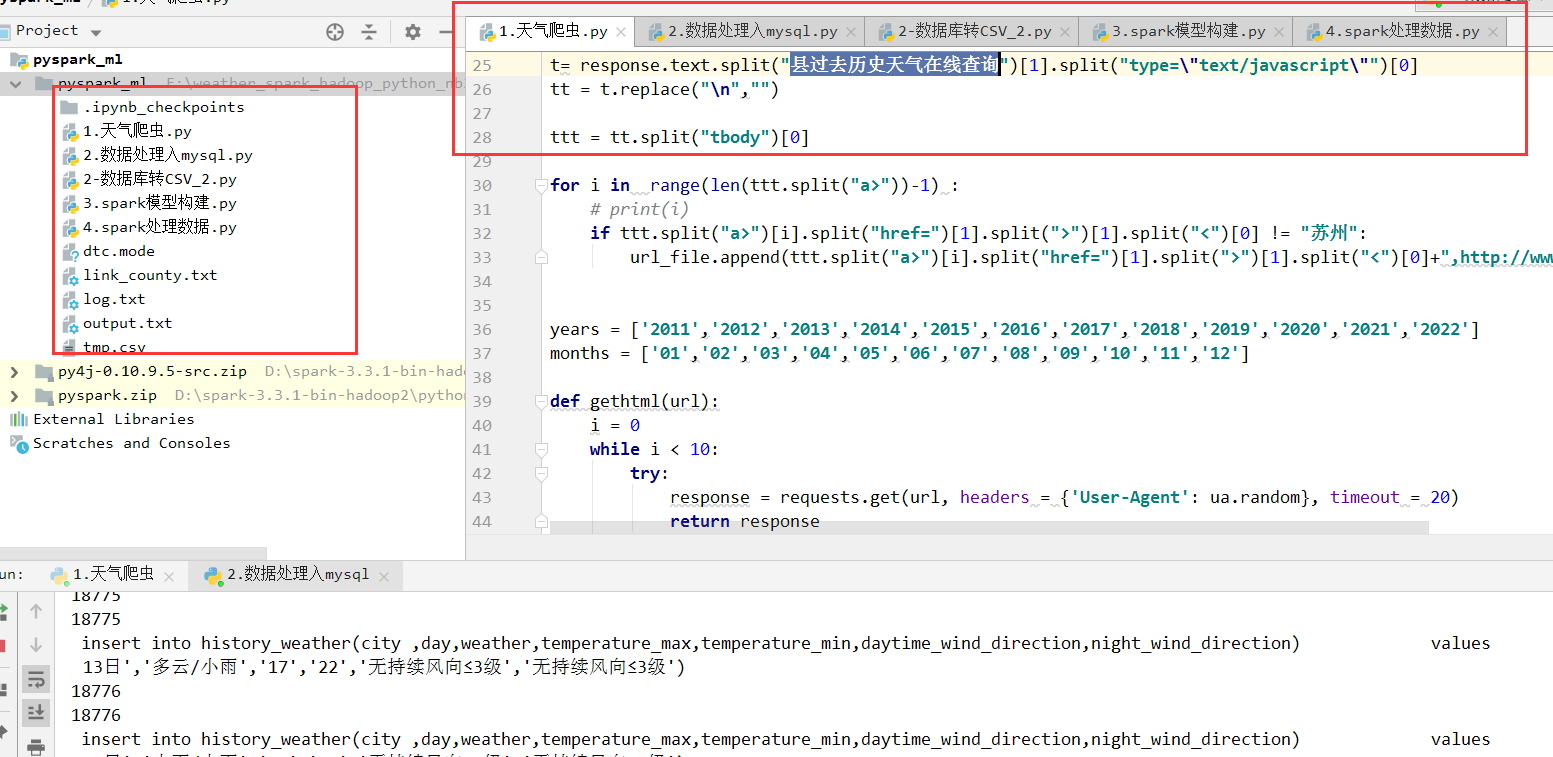 Project
pyspark_ml
pyspark_ml E:\weather_spark_hadoop_python_nb
.ipynb_checkpoints
1.天气爬虫.py
2.数据处理入mysql.py
2-数据库转CSV_2.py
3.spark模型构建.py
4.spark处理数据.py
dtc.mode
link_county.txt
log.txt
output.txt
tmp.csv
py4j-0.10.9.5-src.zip D:\spark-3.3.1-bin-hado
pyspark.zip D:\spark-3.3.1-bin-hadoop2\pytho
External Libraries
Scratches and Consoles
1.天气爬虫.py 2.数据处理入mysql.py 2-数据库转CSV_2.py 3.spark模型构建.py 4.spark处理数据.py
25 t= response.text.split("县过去历史天气在线查询")[1].split("type=\"text/javascript\"")[0]
26 tt = t.replace("\n","")
27
28 ttt = tt.split("tbody")[0]
29
30 for i in range(len(ttt.split("a>"))-1) :
31 # print(i)
32 if ttt.split("a>")[i].split("href=")[1].split(">")[1].split("<")[0] != "苏州":
33 url_file.append(ttt.split("a>")[i].split("href=")[1].split(">")[1].split("<")[0]+",http://www
34
35
36 years = ['2011','2012','2013','2014','2015','2016','2017','2018','2019','2020','2021','2022']
37 months = ['01','02','03','04','05','06','07','08','09','10','11','12']
38
39 def gethtml(url):
40 i = 0
41 while i < 10:
42 try:
43 response = requests.get(url, headers = {'User-Agent': ua.random}, timeout = 20)
44 return response
un: 1.天气爬虫 2.数据处理入mysql
18775
18775
insert into history_weather(city ,day,weather,temperature_max,temperature_min,daytime_wind_direction,night_wind_direction) values
13日','多云/小雨','17','22','无持续风向≤3级','无持续风向≤3级')
18776
18776
insert into history_weather(city ,day,weather,temperature_max,temperature_min,daytime_wind_direction,night_wind_direction) values